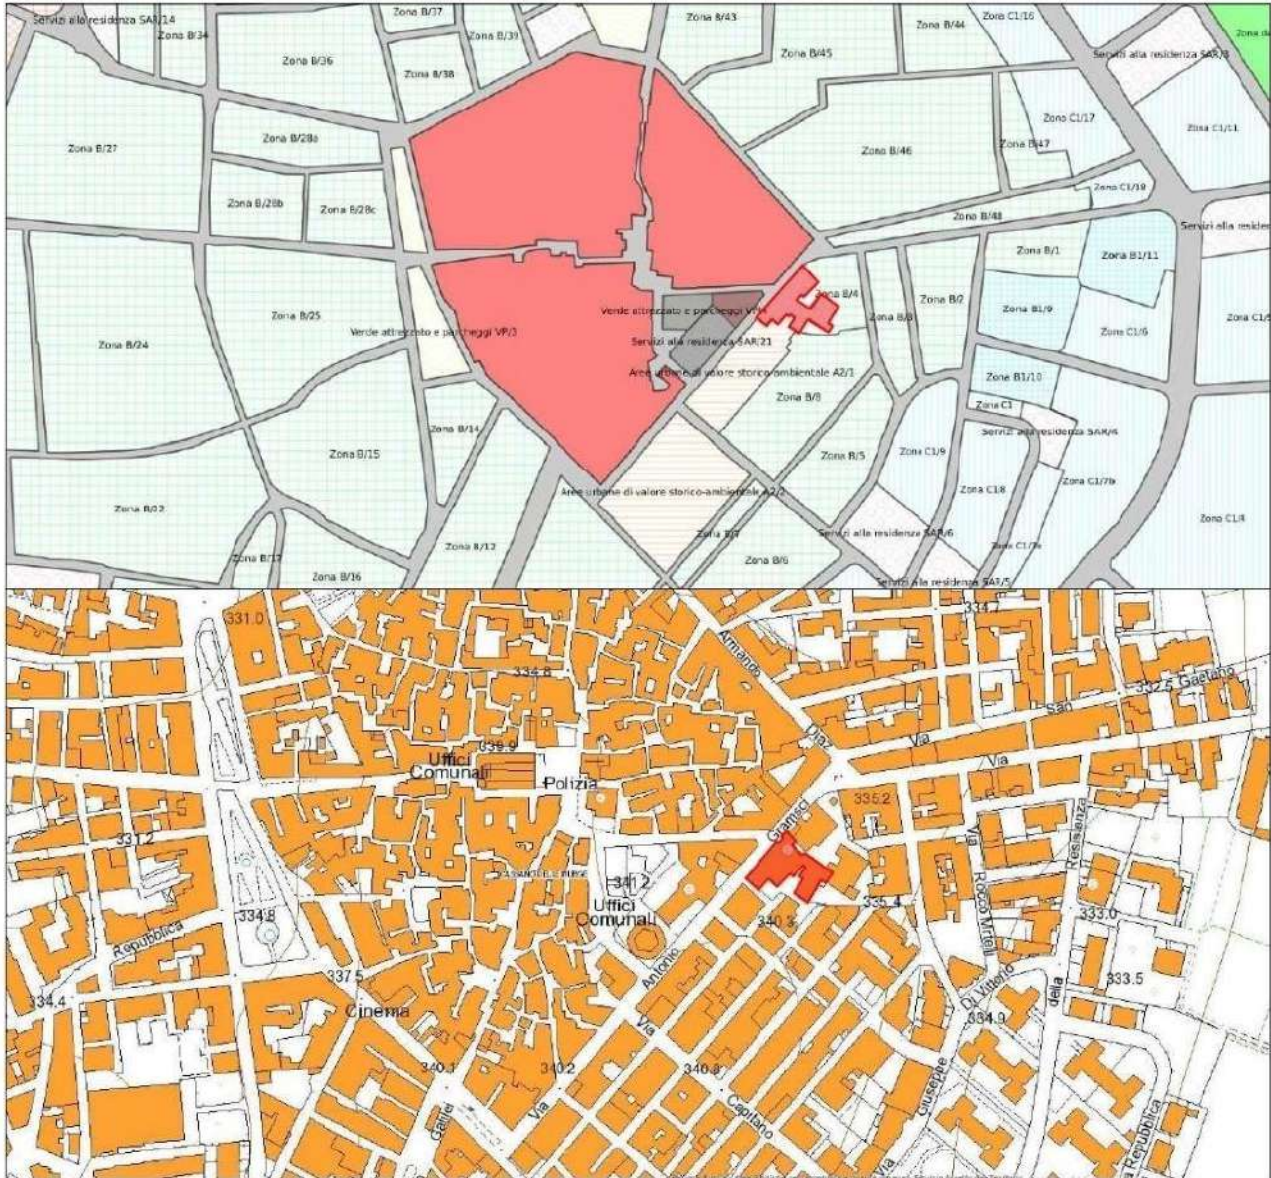 Servizi alla residenza SAR/14
Zona B/34
Zona B/37
Zona B/39
Zona B/43
Zona B/44
Zona C1/16
Zona B/36
Zona B/38
Zona B/45
Servizi alla residenza SAR/3
Zona B/27
Zona B/28a
Zona B/46
Zona C1/17
Zona B/47
Zona C1/11
Zona B/28b
Zona B/28c
Zona C1/18
Zona B/48
Zona B/1
Zona B1/11
Zona B/4
Zona B/2
Zona B/3
Zona B1/9
Zona C1/6
Zona B/25
Zona B/24
Verde attrezzato e parcheggi VP/3
Servizi alla residenza SAR/21
Aree urbane di valore storico-ambientale A2/1
Zona B1/10
Zona B/8
Zona C1
Servizi alla residenza SAR/4
Zona B/14
Zona B/15
Zona B/5
Zona C1/9
Zona C1/8
Zona C1/7b
Aree urbane di valore storico-ambientale A2/2
Zona B/22
Zona C1/4
Zona B/7
Servizi alla residenza SAR/6
Zona B/12
Zona B/6
Zona B/16
Servizi alla residenza SAR/5
331.0
334.7
Armando
334.8
332.5
Gaetano
San
Via
Diaz
339.9
Uffici
Comunali
Polizia
Via
335.2
Gramsci
331.2
341.2
Uffici
Comunali
335.4
340.3
Via
Rocco
Resistenza
333.0
334.8
Repubblica
337.5
Antonio
333.5
334.4
Cinema
Di Vittorio
della
334.9
Via
340.1
340.2
Giuseppe
Capitano
Galilei
Via
Via
Repubblica